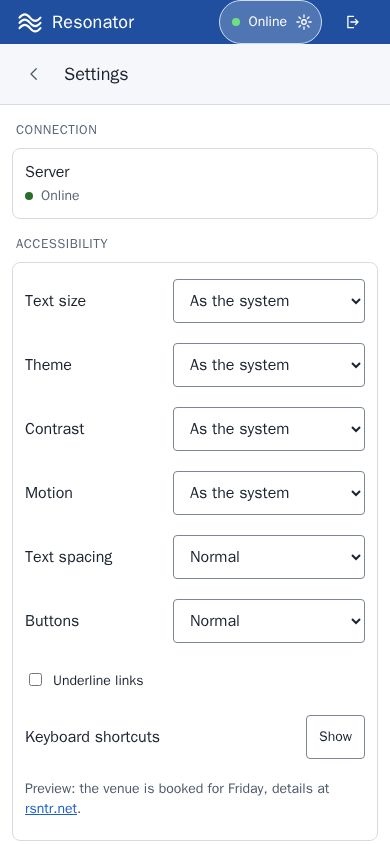 Resonator
Online
Settings
CONNECTION
Server
Online
ACCESSIBILITY
Text size
As the system
Theme
As the system
Contrast
As the system
Motion
As the system
Text spacing
Normal
Buttons
Normal
Underline links
Keyboard shortcuts
Show
Preview: the venue is booked for Friday, details at
rsntr.net.